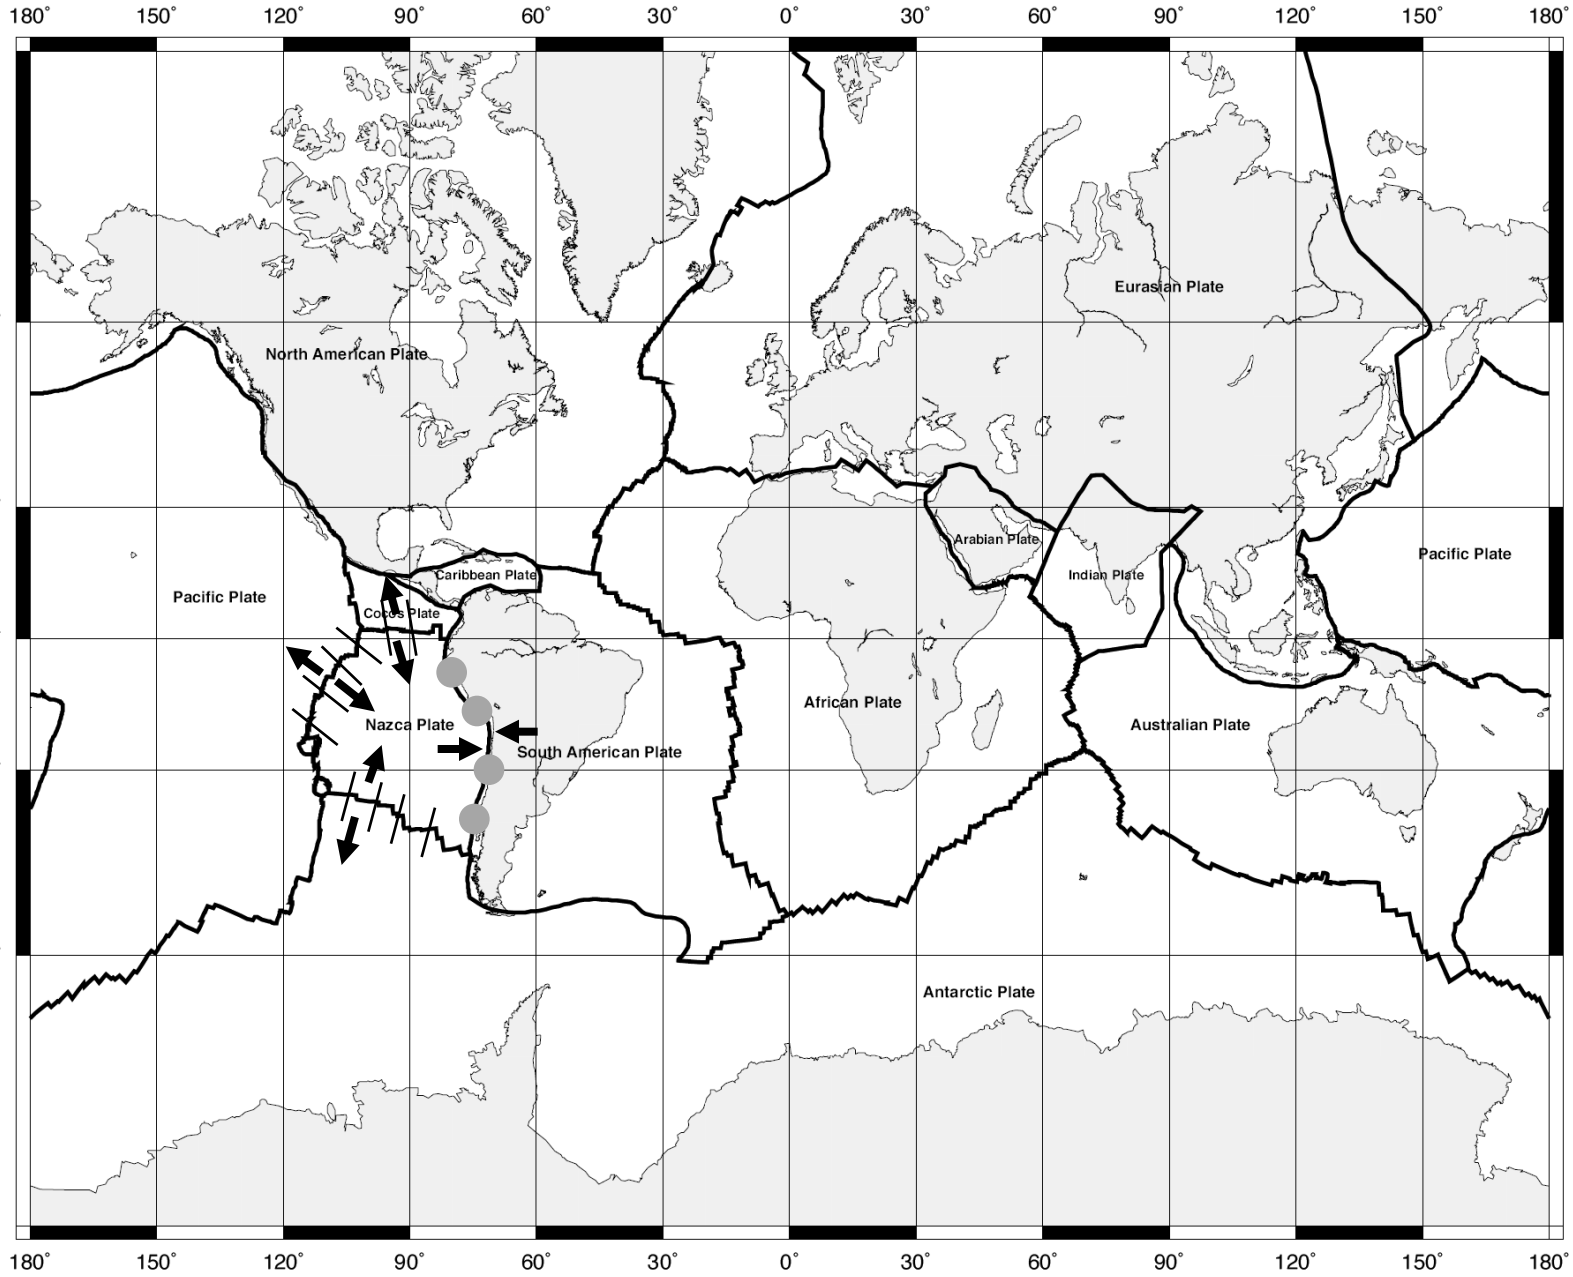 180° 150° 120° 90° 60° 30° 0 30° 60° 90° 120° 150° 180°
Eurasian Plate
North American Plate
Arabian Plate
Pacific Plate
Caribbean Plate
Indian Plate
Pacific Plate
Cocos Plate
African Plate
Nazca Plate
Australian Plate
South American Plate
Antarctic Plate
180° 150° 120° 90° 60° 30° 0 30° 60° 90° 120° 150° 180°